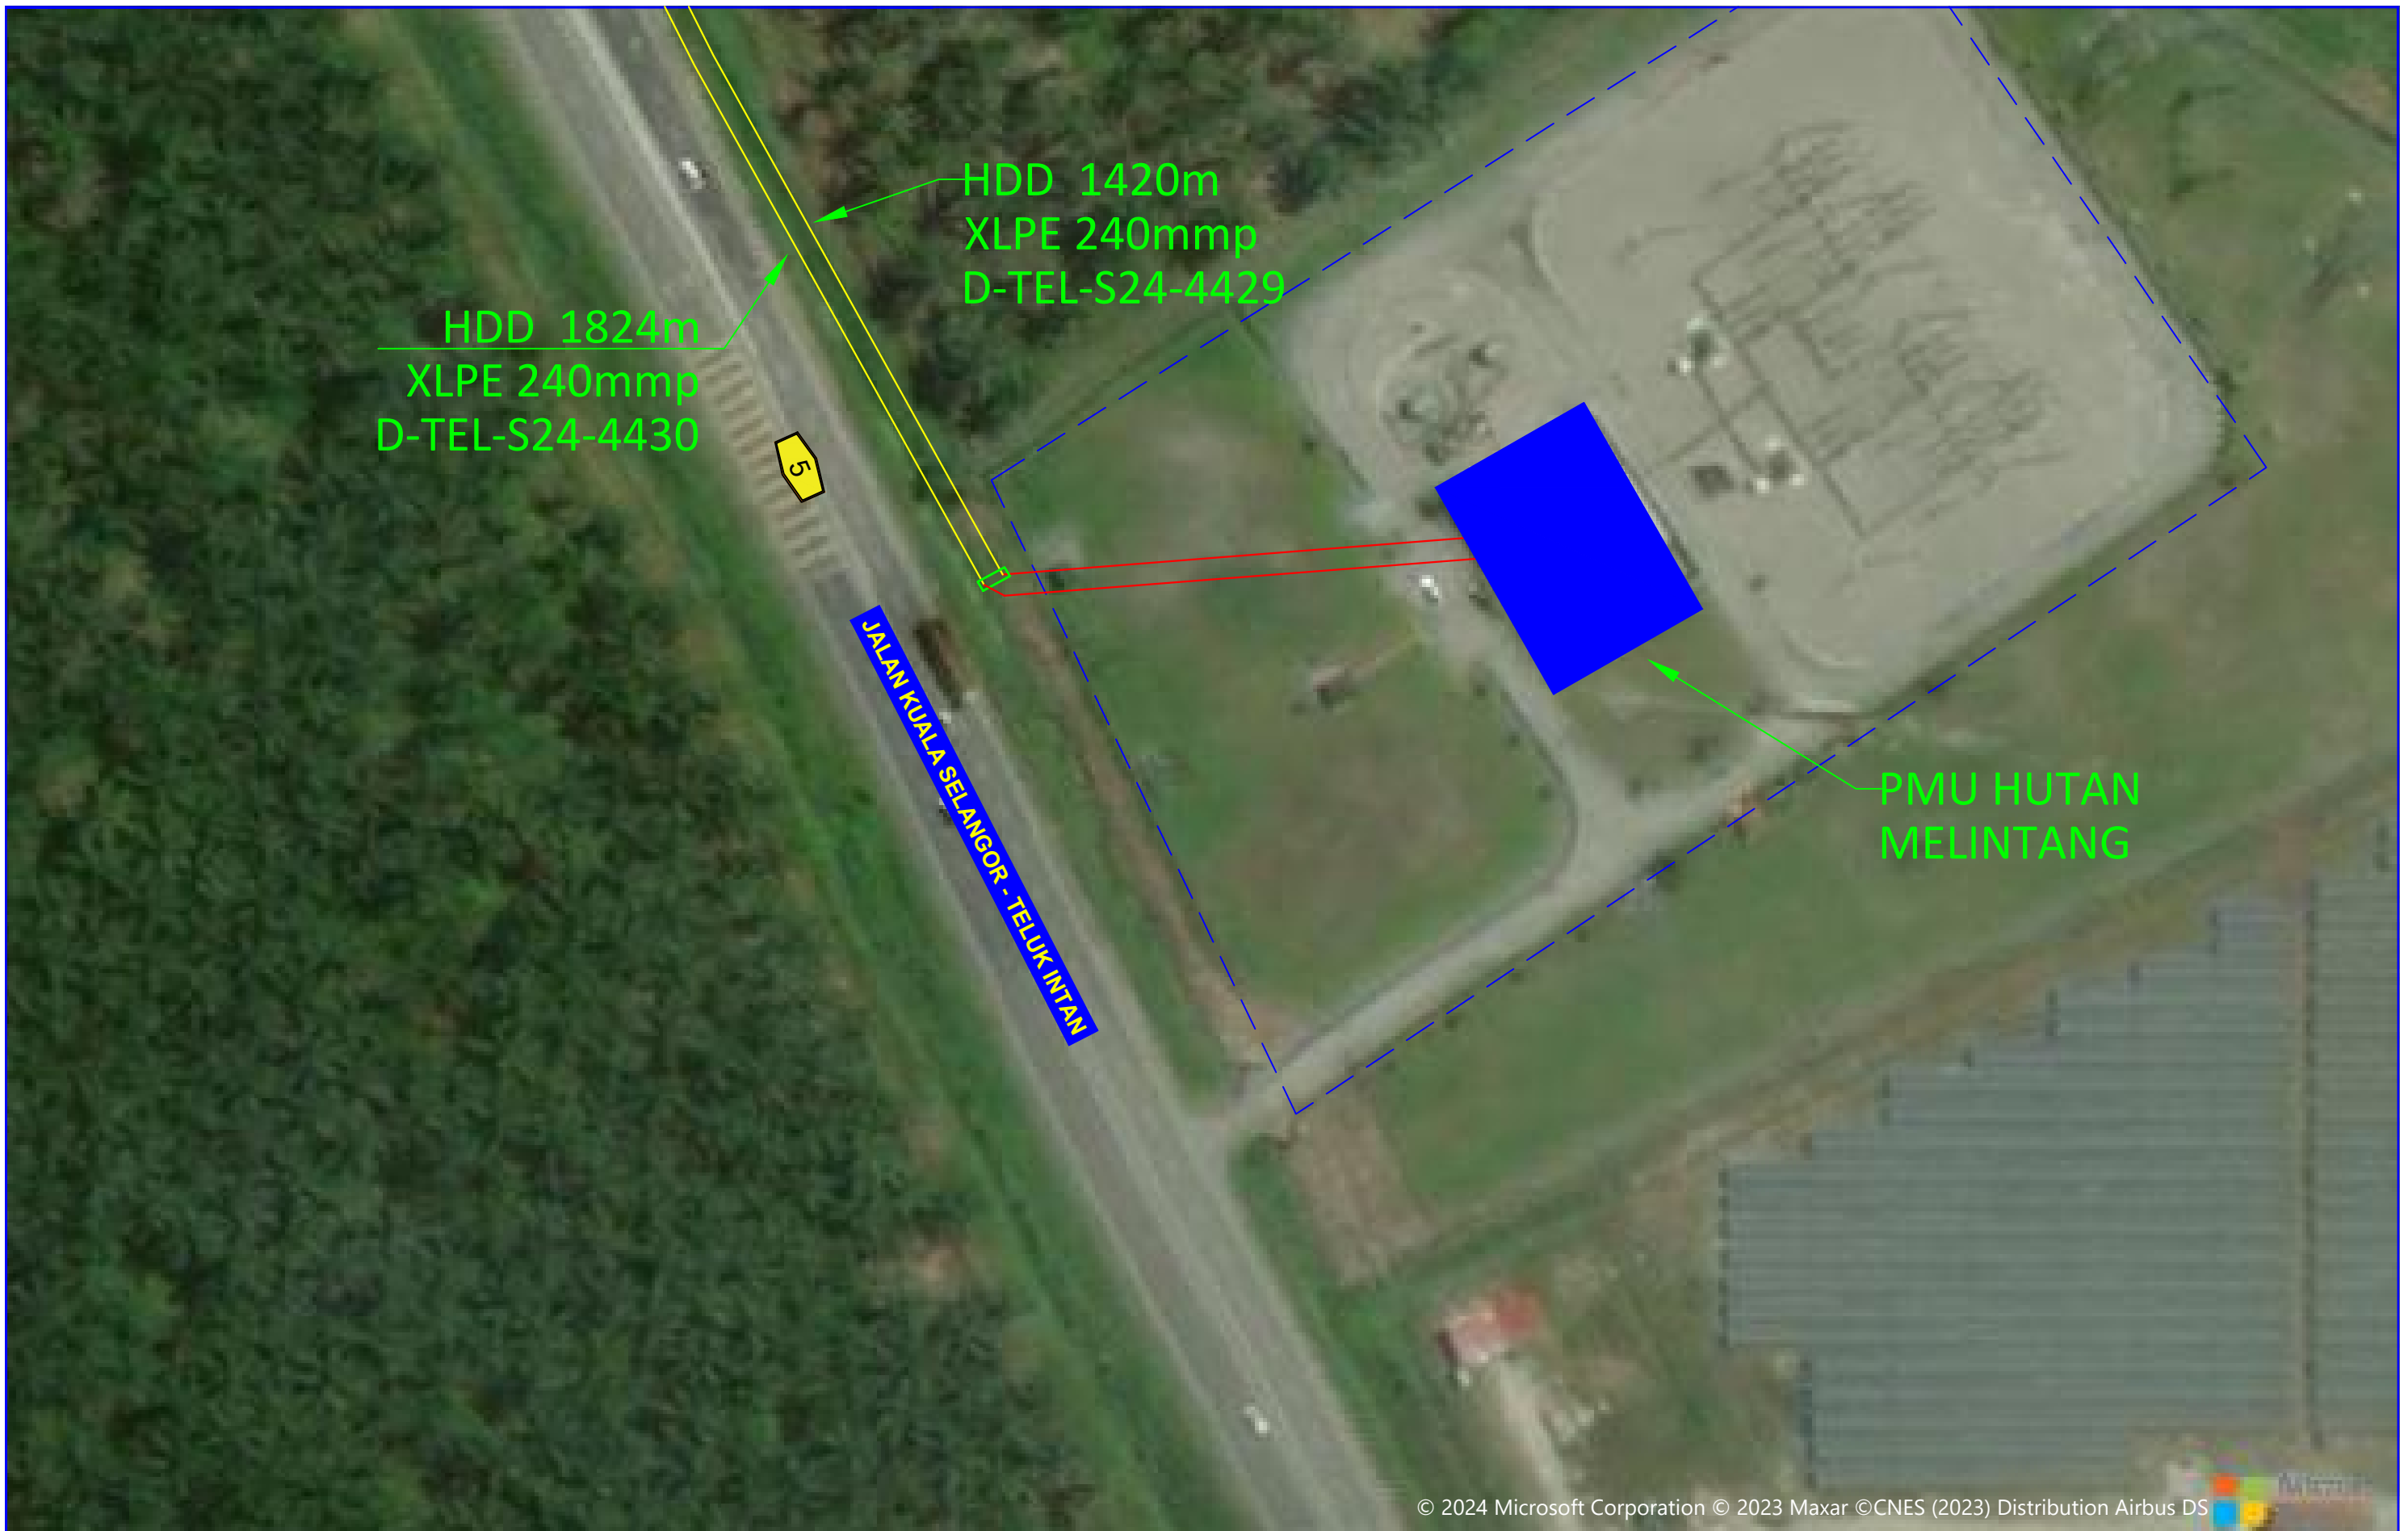 HDD 1420m
XLPE 240mmp
D-TEL-S24-4429
HDD 1824m
XLPE 240mmp
D-TEL-S24-4430
5
JALAN KUALA SELANGOR - TELUK INTAN
PMU HUTAN
MELINTANG
© 2024 Microsoft Corporation © 2023 Maxar ©CNES (2023) Distribution Airbus DS